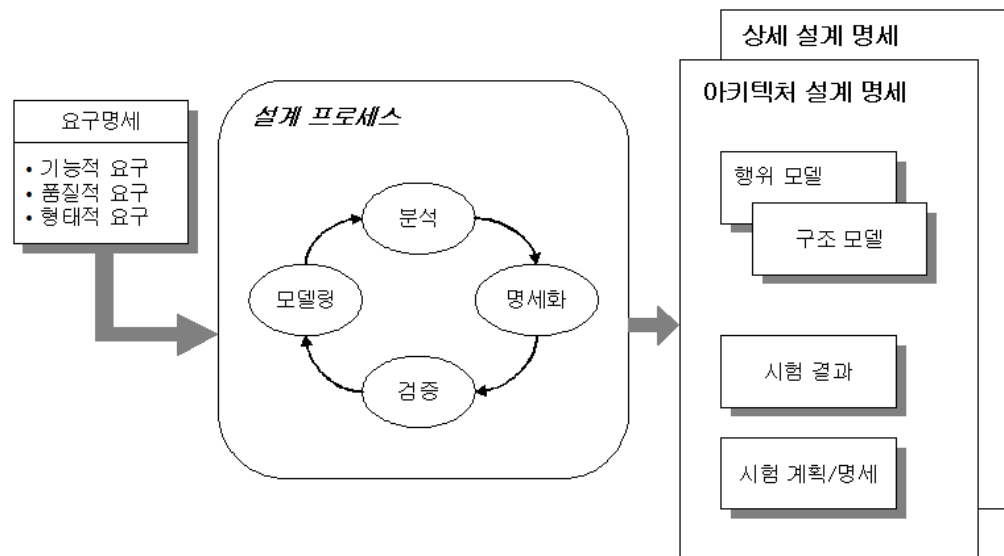 요구명세
• 기능적 요구
• 품질적 요구
• 형태적 요구
설계 프로세스
분석
명세화
검증
모델링
상세 설계 명세
아키텍처 설계 명세
행위 모델
구조 모델
시험 결과
시험 계획/명세